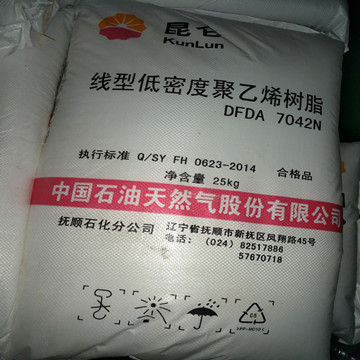 昆仑
KunLun
线型低密度聚乙烯树脂
DFDA 7042N
执行标准 Q/SY FH 0623-2014 合格品
净含量 25kg
中国石油天然气股份有限公司
抚顺石化分公司
辽宁省抚顺市新抚区凤翔路45号
电话：（024）82517886
57670718